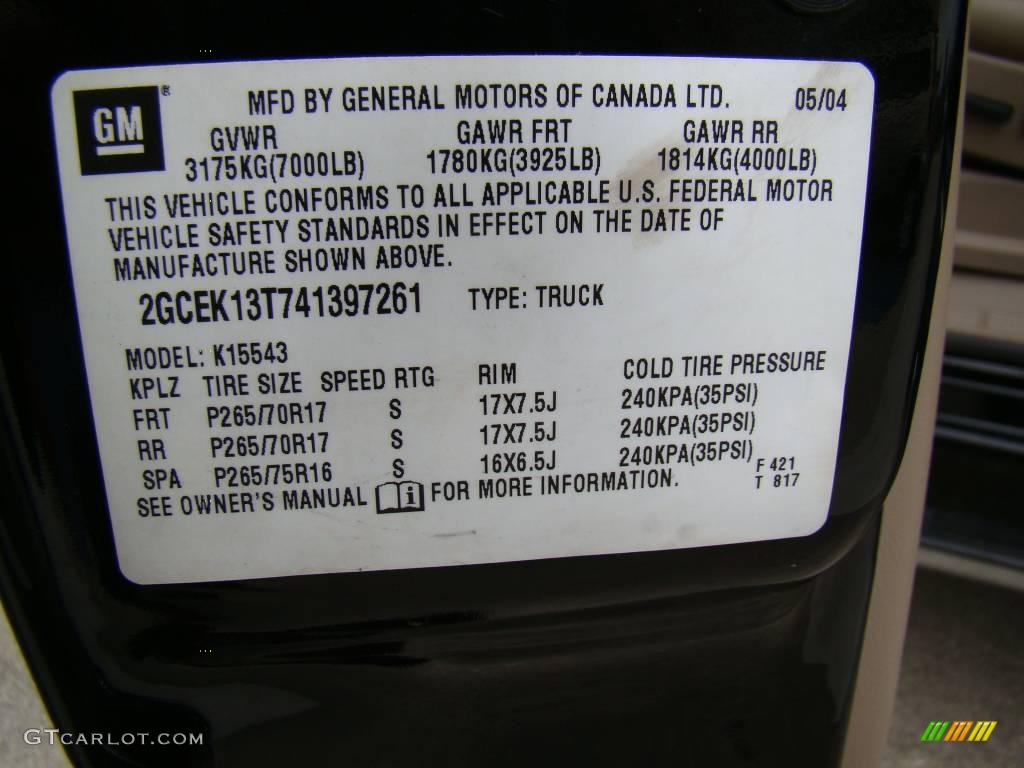 GM ®
MFD BY GENERAL MOTORS OF CANADA LTD. 05/04
GVWR GAWR FRT GAWR RR
3175KG(7000LB) 1780KG(3925LB) 1814KG(4000LB)
THIS VEHICLE CONFORMS TO ALL APPLICABLE U.S. FEDERAL MOTOR
VEHICLE SAFETY STANDARDS IN EFFECT ON THE DATE OF
MANUFACTURE SHOWN ABOVE.
2GCEK13T741397261 TYPE: TRUCK
MODEL: K15543
KPLZ TIRE SIZE SPEED RTG RIM COLD TIRE PRESSURE
FRT P265/70R17 S 17X7.5J 240KPA(35PSI)
RR P265/70R17 S 17X7.5J 240KPA(35PSI)
SPA P265/75R16 S 16X6.5J 240KPA(35PSI)
F 421
T 817
SEE OWNER'S MANUAL i FOR MORE INFORMATION.
GTCARLOT.COM